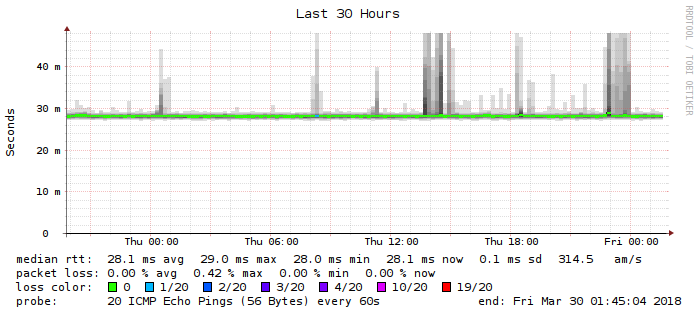 Last 30 Hours
RRDTOOL / TOBI OETIKER
Seconds
40 m
30 m
20 m
10 m
0
Thu 00:00 Thu 06:00 Thu 12:00 Thu 18:00 Fri 00:00
median rtt: 28.1 ms avg 29.0 ms max 28.0 ms min 28.1 ms now 0.1 ms sd 314.5 am/s
packet loss: 0.00 % avg 0.42 % max 0.00 % min 0.00 % now
loss color: 0 1/20 2/20 3/20 4/20 10/20 19/20
probe: 20 ICMP Echo Pings (56 Bytes) every 60s end: Fri Mar 30 01:45:04 2018